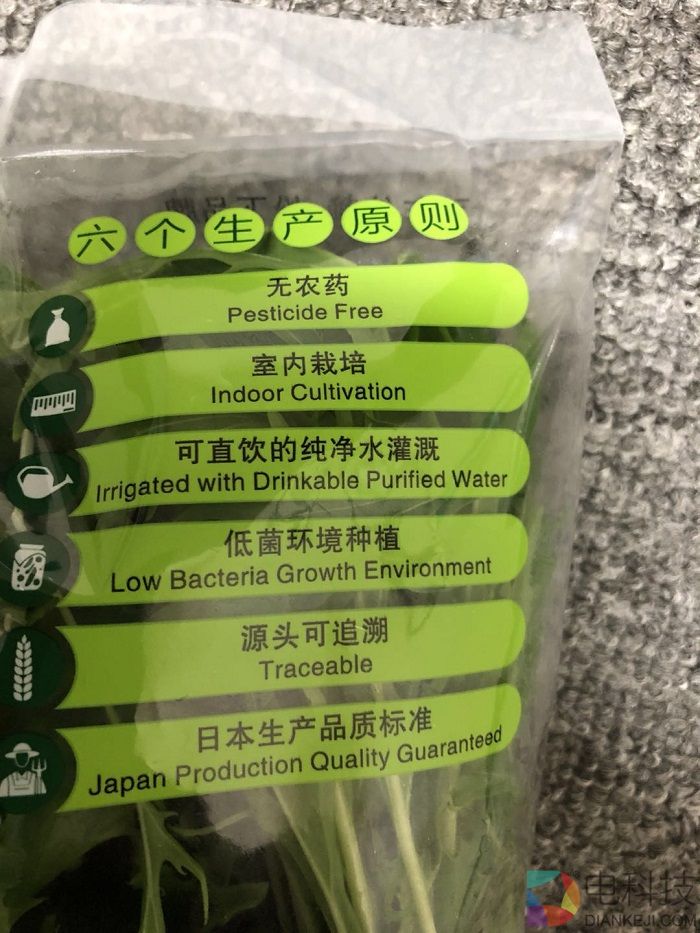 六个生产原则
无农药
Pesticide Free
室内栽培
Indoor Cultivation
可直饮的纯净水灌溉
Irrigated with Drinkable Purified Water
低菌环境种植
Low Bacteria Growth Environment
源头可追溯
Traceable
日本生产品质标准
Japan Production Quality Guaranteed
电科技
DIANKEJI.COM